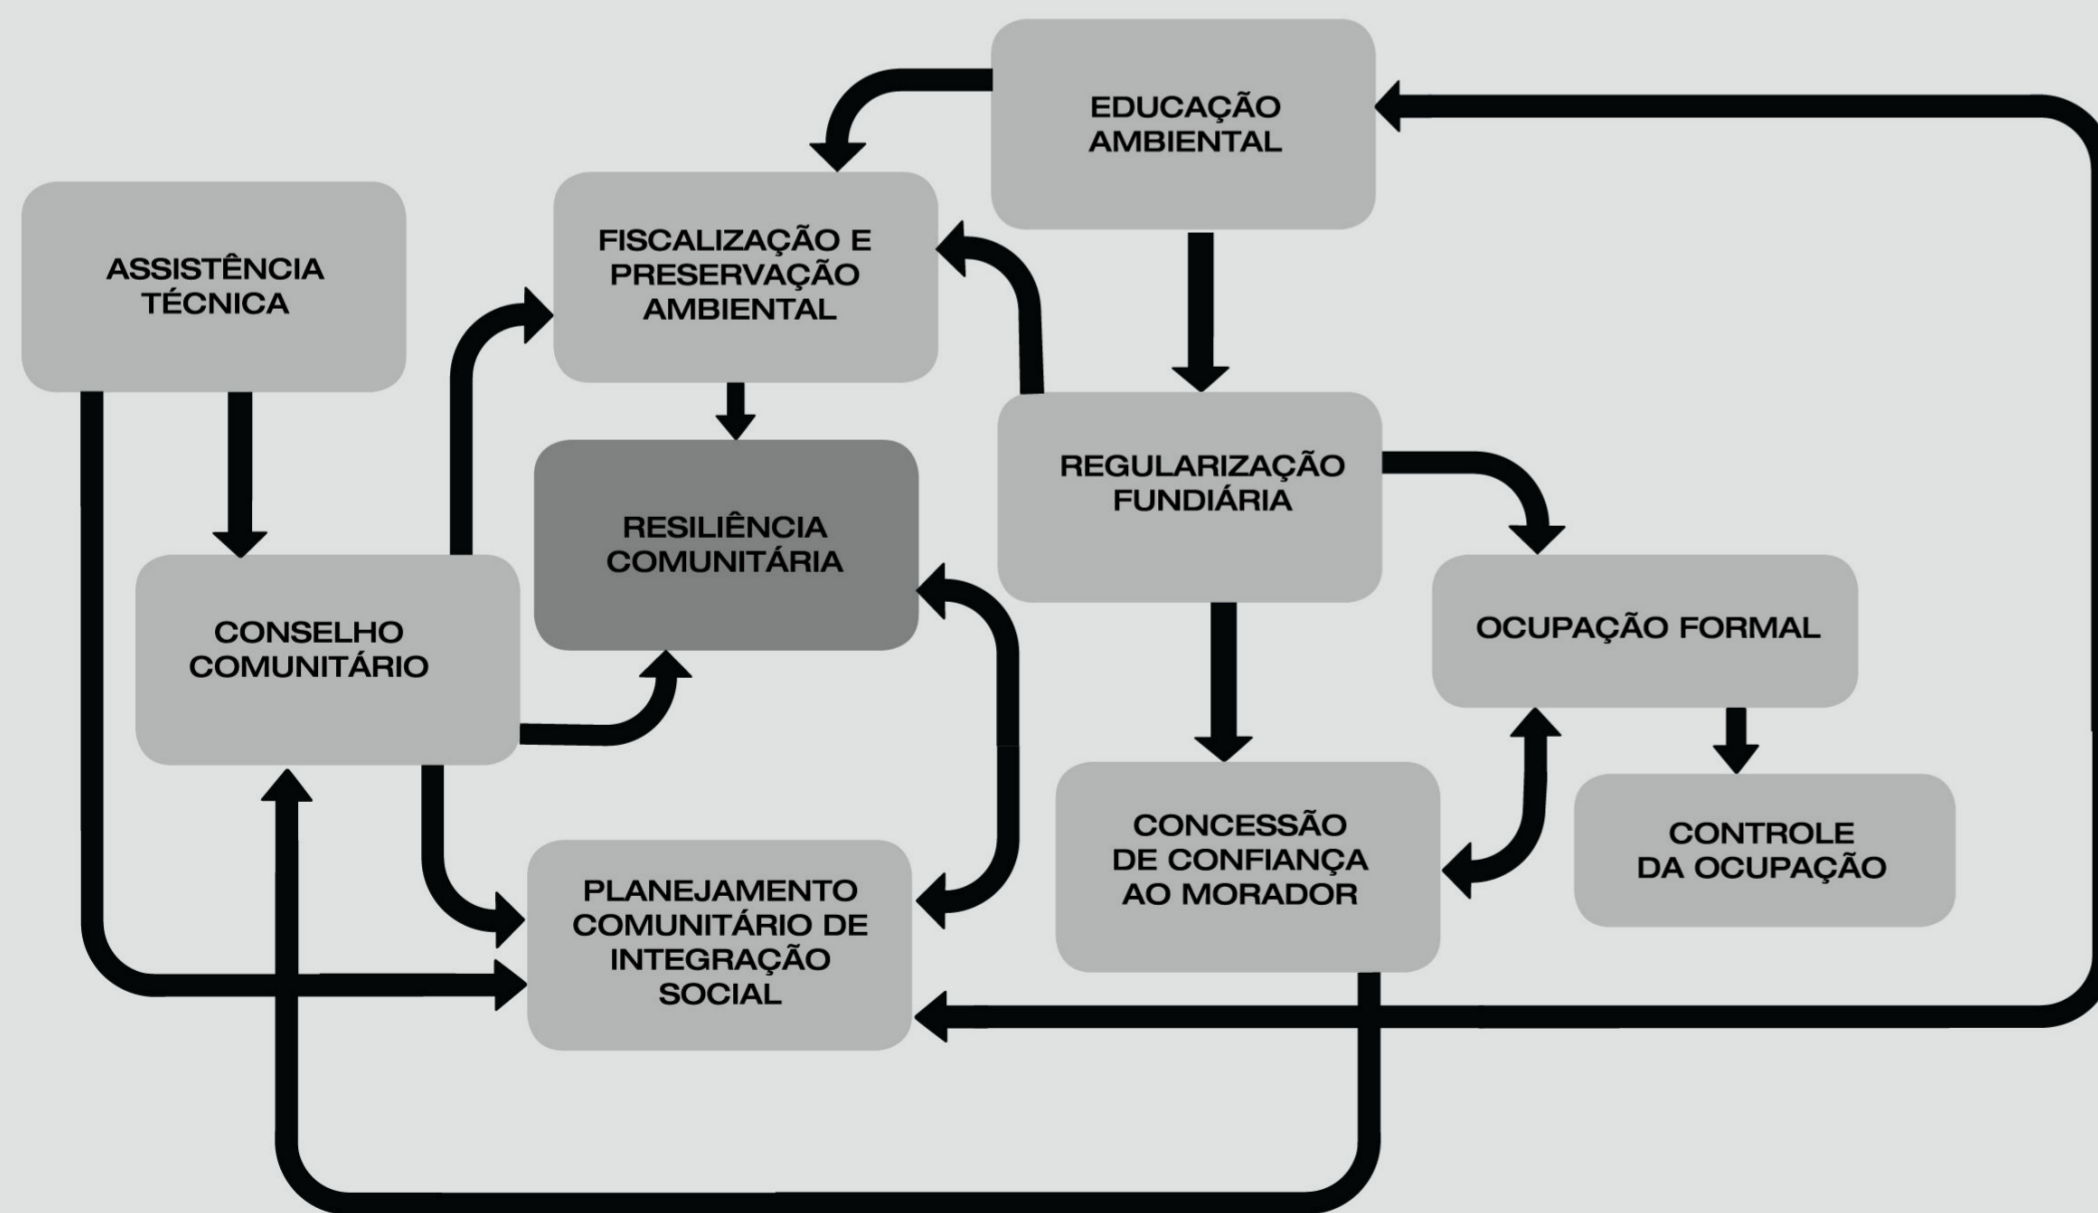 EDUCAÇÃO
AMBIENTAL
ASSISTÊNCIA
TÉCNICA
FISCALIZAÇÃO E
PRESERVAÇÃO
AMBIENTAL
RESILIÊNCIA
COMUNITÁRIA
REGULARIZAÇÃO
FUNDIÁRIA
CONSELHO
COMUNITÁRIO
OCUPAÇÃO FORMAL
PLANEJAMENTO
COMUNITÁRIO DE
INTEGRAÇÃO
SOCIAL
CONCESSÃO
DE CONFIANÇA
AO MORADOR
CONTROLE
DA OCUPAÇÃO